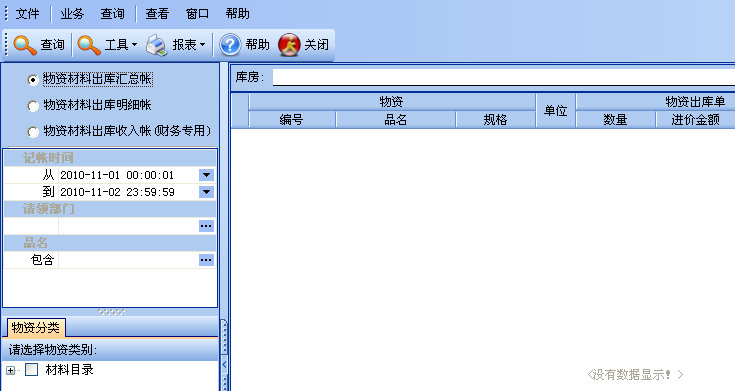 文件 业务 查询 查看 窗口 帮助
查询 工具 报表 帮助 关闭
物资材料出库汇总帐
物资材料出库明细帐
物资材料出库收入帐(财务专用)
记帐时间
从 2010-11-01 00:00:01
到 2010-11-02 23:59:59
请领部门
品名
包含
物资分类
请选择物资类别:
材料目录
库房:
物资 单位 物资出库单
编号 品名 规格 数量 进价金额
<没有数据显示! >